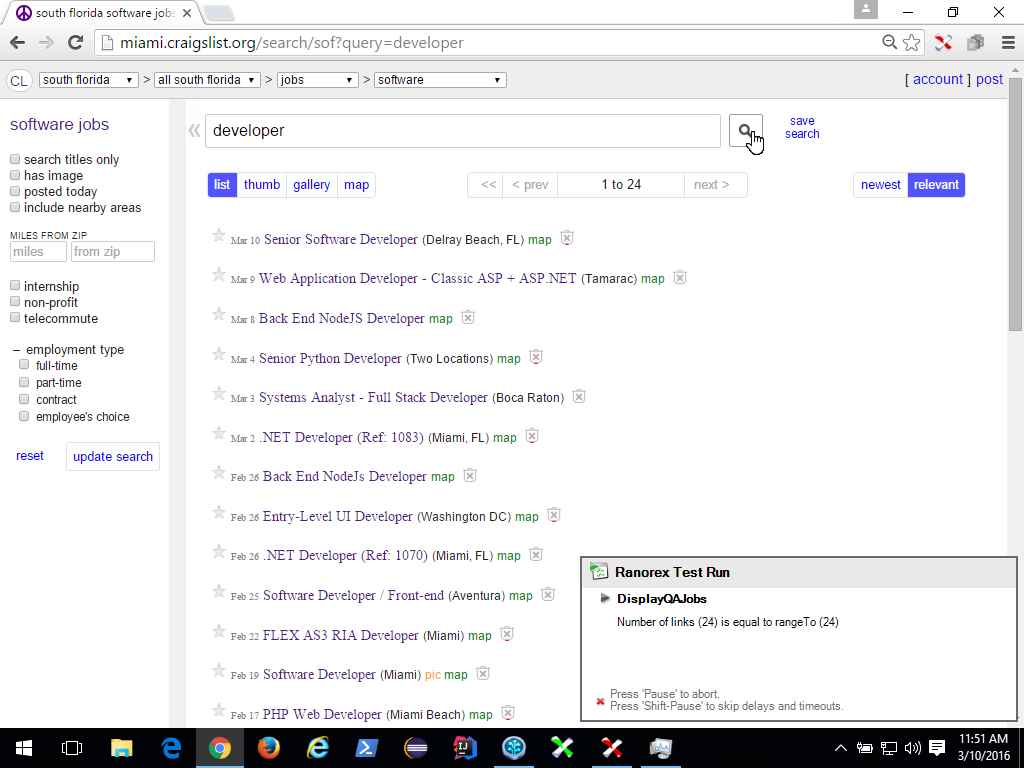 south florida software jobs
miami.craigslist.org/search/sof?query=developer
CL south florida > all south florida > jobs > software [ account ] post
software jobs
search titles only
has image
posted today
include nearby areas
MILES FROM ZIP
miles from zip
internship
non-profit
telecommute
– employment type
full-time
part-time
contract
employee's choice
reset update search
developer
save search
list thumb gallery map << < prev 1 to 24 next > newest relevant
Mar 10 Senior Software Developer (Delray Beach, FL) map
Mar 9 Web Application Developer - Classic ASP + ASP.NET (Tamarac) map
Mar 8 Back End NodeJS Developer map
Mar 4 Senior Python Developer (Two Locations) map
Mar 3 Systems Analyst - Full Stack Developer (Boca Raton)
Mar 2 .NET Developer (Ref: 1083) (Miami, FL) map
Feb 26 Back End NodeJs Developer map
Feb 26 Entry-Level UI Developer (Washington DC) map
Feb 26 .NET Developer (Ref: 1070) (Miami, FL) map
Feb 25 Software Developer / Front-end (Aventura) map
Feb 22 FLEX AS3 RIA Developer (Miami) map
Feb 19 Software Developer (Miami) pic map
Feb 17 PHP Web Developer (Miami Beach) map
Ranorex Test Run
DisplayQAJobs
Number of links (24) is equal to rangeTo (24)
Press 'Pause' to abort.
Press 'Shift-Pause' to skip delays and timeouts.
11:51 AM
3/10/2016